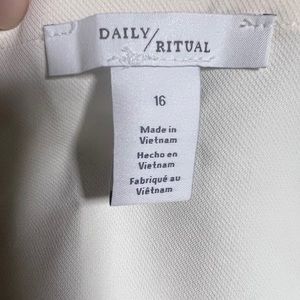 DAILY/
RITUAL
16
Made in
Vietnam
Hecho en
Vietnam
Fabriqué au
Viêtnam